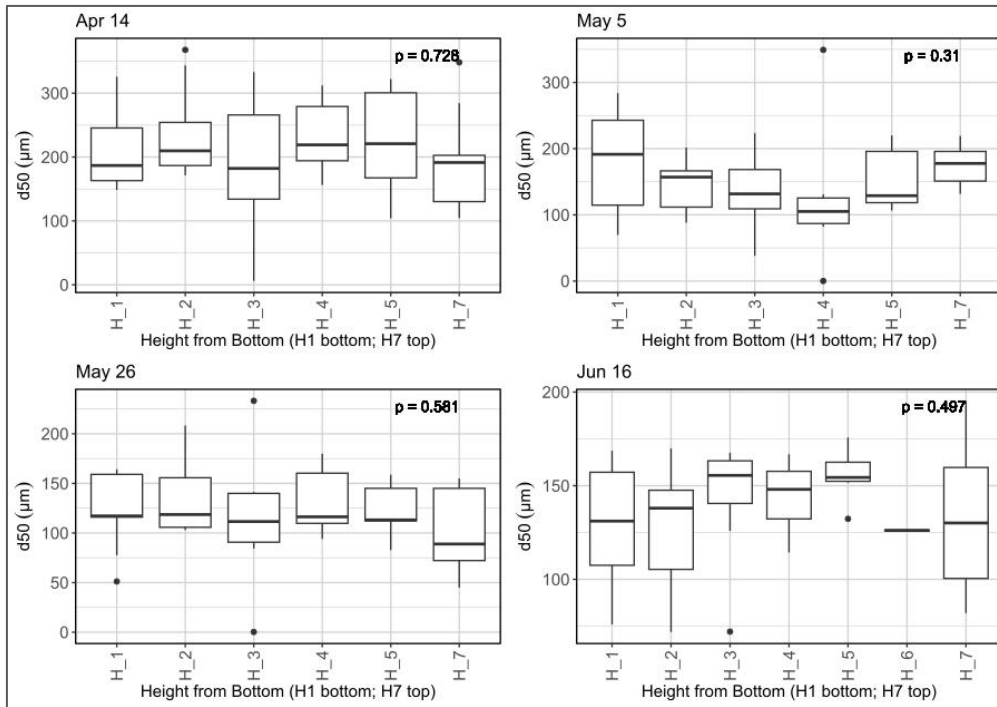 Apr 14
p = 0.728
d50 (µm)
300
200
100
0
H_1
H_2
H_3
H_4
H_5
H_7
Height from Bottom (H1 bottom; H7 top)
May 5
p = 0.31
d50 (µm)
300
200
100
0
H_1
H_2
H_3
H_4
H_5
H_7
Height from Bottom (H1 bottom; H7 top)
May 26
p = 0.581
d50 (µm)
200
150
100
50
0
H_1
H_2
H_3
H_4
H_5
H_7
Height from Bottom (H1 bottom; H7 top)
Jun 16
p = 0.497
d50 (µm)
200
150
100
H_1
H_2
H_3
H_4
H_5
H_6
H_7
Height from Bottom (H1 bottom; H7 top)